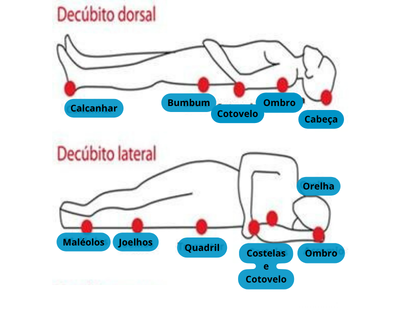 Decúbito dorsal
Calcanhar
Bumbum
Cotovelo
Ombro
Cabeça
Decúbito lateral
Orelha
Maléolos
Joelhos
Quadril
Costelas
e
Cotovelo
Ombro